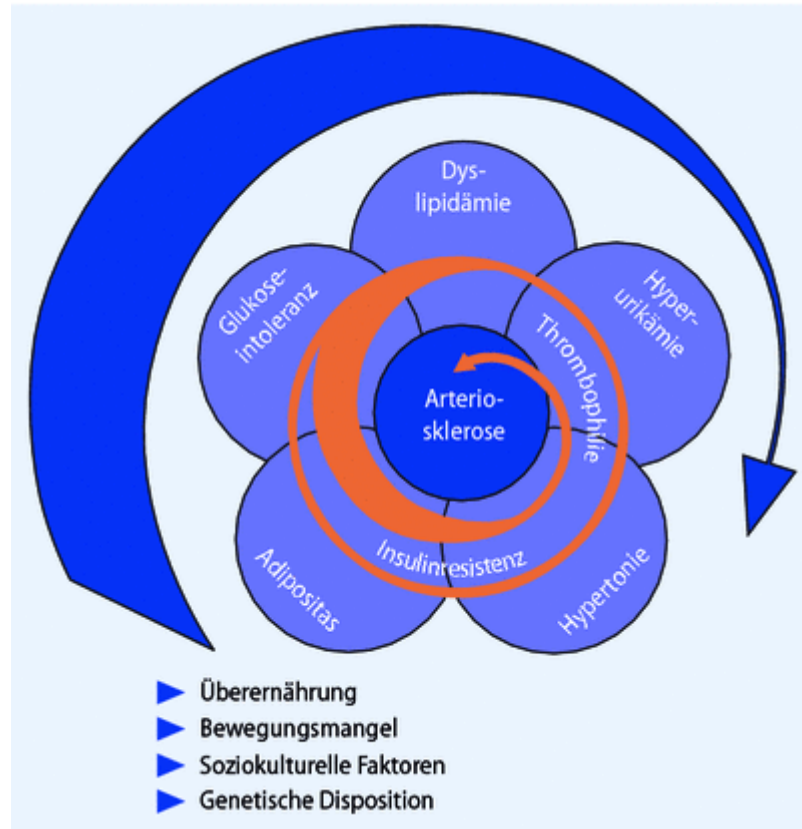 Dys-
lipidämie
Glukose-
intoleranz
Hyper-
urikämie
Thrombophilie
Arterio-
sklerose
Insulinresistenz
Adipositas
Hypertonie
Überernährung
Bewegungsmangel
Soziokulturelle Faktoren
Genetische Disposition